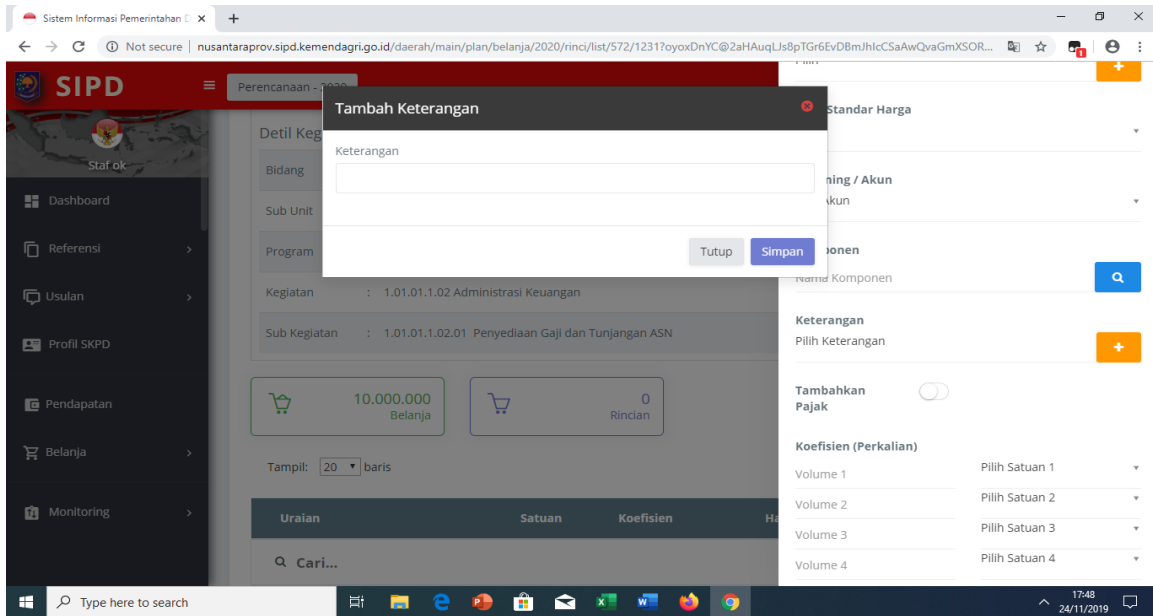 Sistem Informasi Pemerintahan D
Not secure | nusantaraprov.sipd.kemendagri.go.id/daerah/main/plan/belanja/2020/rinci/list/572/1231?oyoxDnYC@2aHAuqLJs8pTGr6EvDBmJhIcCSaAwQvaGmXSOR...
1
SIPD
Perencanaan - 2020
Staf ok
Dashboard
Referensi
Usulan
Profil SKPD
Pendapatan
Belanja
Monitoring
Tambah Keterangan
Keterangan
Tutup
Simpan
Detil Keg
Bidang
Sub Unit
Program
Kegiatan : 1.01.01.1.02 Administrasi Keuangan
Sub Kegiatan : 1.01.01.1.02.01 Penyediaan Gaji dan Tunjangan ASN
10.000.000
Belanja
0
Rincian
Tampil: 20 baris
Uraian Satuan Koefisien Ha
Cari...
Standar Harga
ning / Akun
Akun
ponen
Nama Komponen
Keterangan
Pilih Keterangan
Tambahkan
Pajak
Koefisien (Perkalian)
Volume 1 Pilih Satuan 1
Volume 2 Pilih Satuan 2
Volume 3 Pilih Satuan 3
Volume 4 Pilih Satuan 4
Type here to search
17:48
24/11/2019